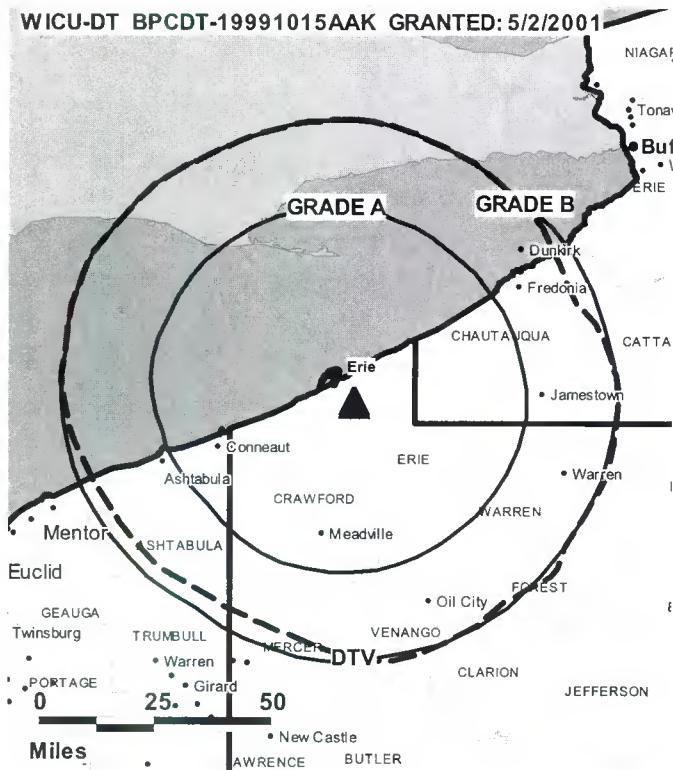 WICU-DT BPCDT-19991015AAK GRANTED: 5/2/2001
NIAGAR
Tonaw
Buf
ERIE
GRADE A
GRADE B
Dunkirk
Fredonia
CHAUTAUQUA
CATTA
Erie
Jamestown
Conneaut
ERIE
Ashtabula
Warren
CRAWFORD
WARREN
Mentor
Meadville
ASHTABULA
Euclid
FOREST
Oil City
GEAUGA
Twinsburg
TRUMBULL
VENANGO
MERCER
DTV
Warren
CLARION
PORTAGE
Girard
JEFFERSON
0 25 50
Miles
New Castle
AWRENCE
BUTLER